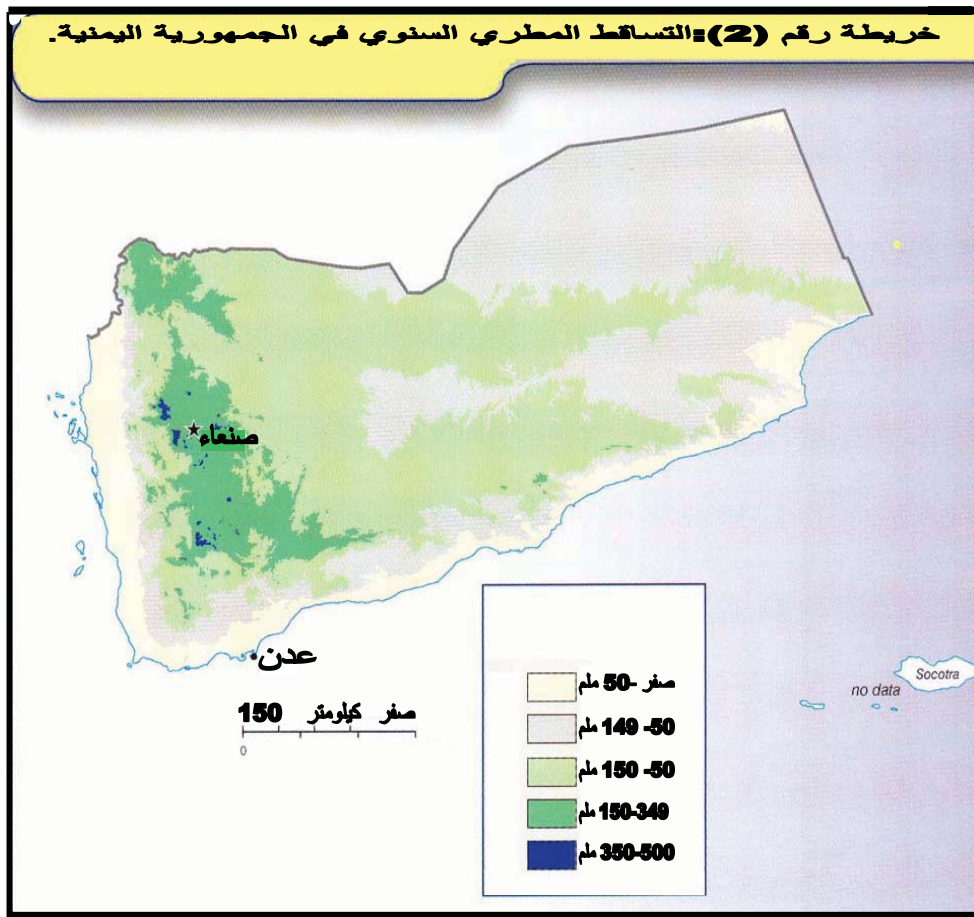 خريطة رقم (2):التساقط المطري السنوي في الجمهورية اليمنية.
صنعاء
عدن
صفر كيلومتر 150
0
Socotra
no data
صفر -50 ملم
50- 149 ملم
50- 150 ملم
150-349 ملم
350-500 ملم